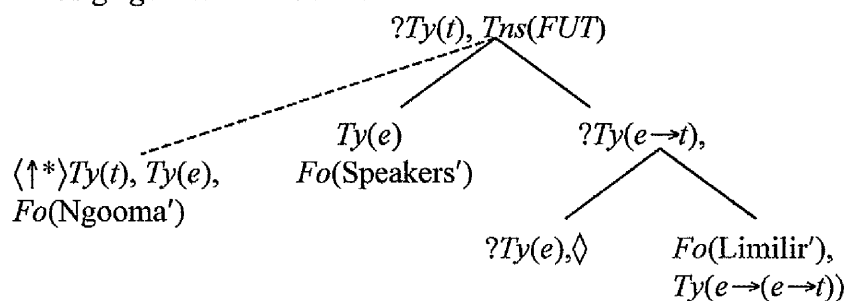 ?Ty(t), Tns(FUT)
Ty(e)
?Ty(e→t),
⟨↑*⟩Ty(t), Ty(e),
Fo(Speakers′)
Fo(Ngooma′)
?Ty(e),◊
Fo(Limilir′),
Ty(e→(e→t))